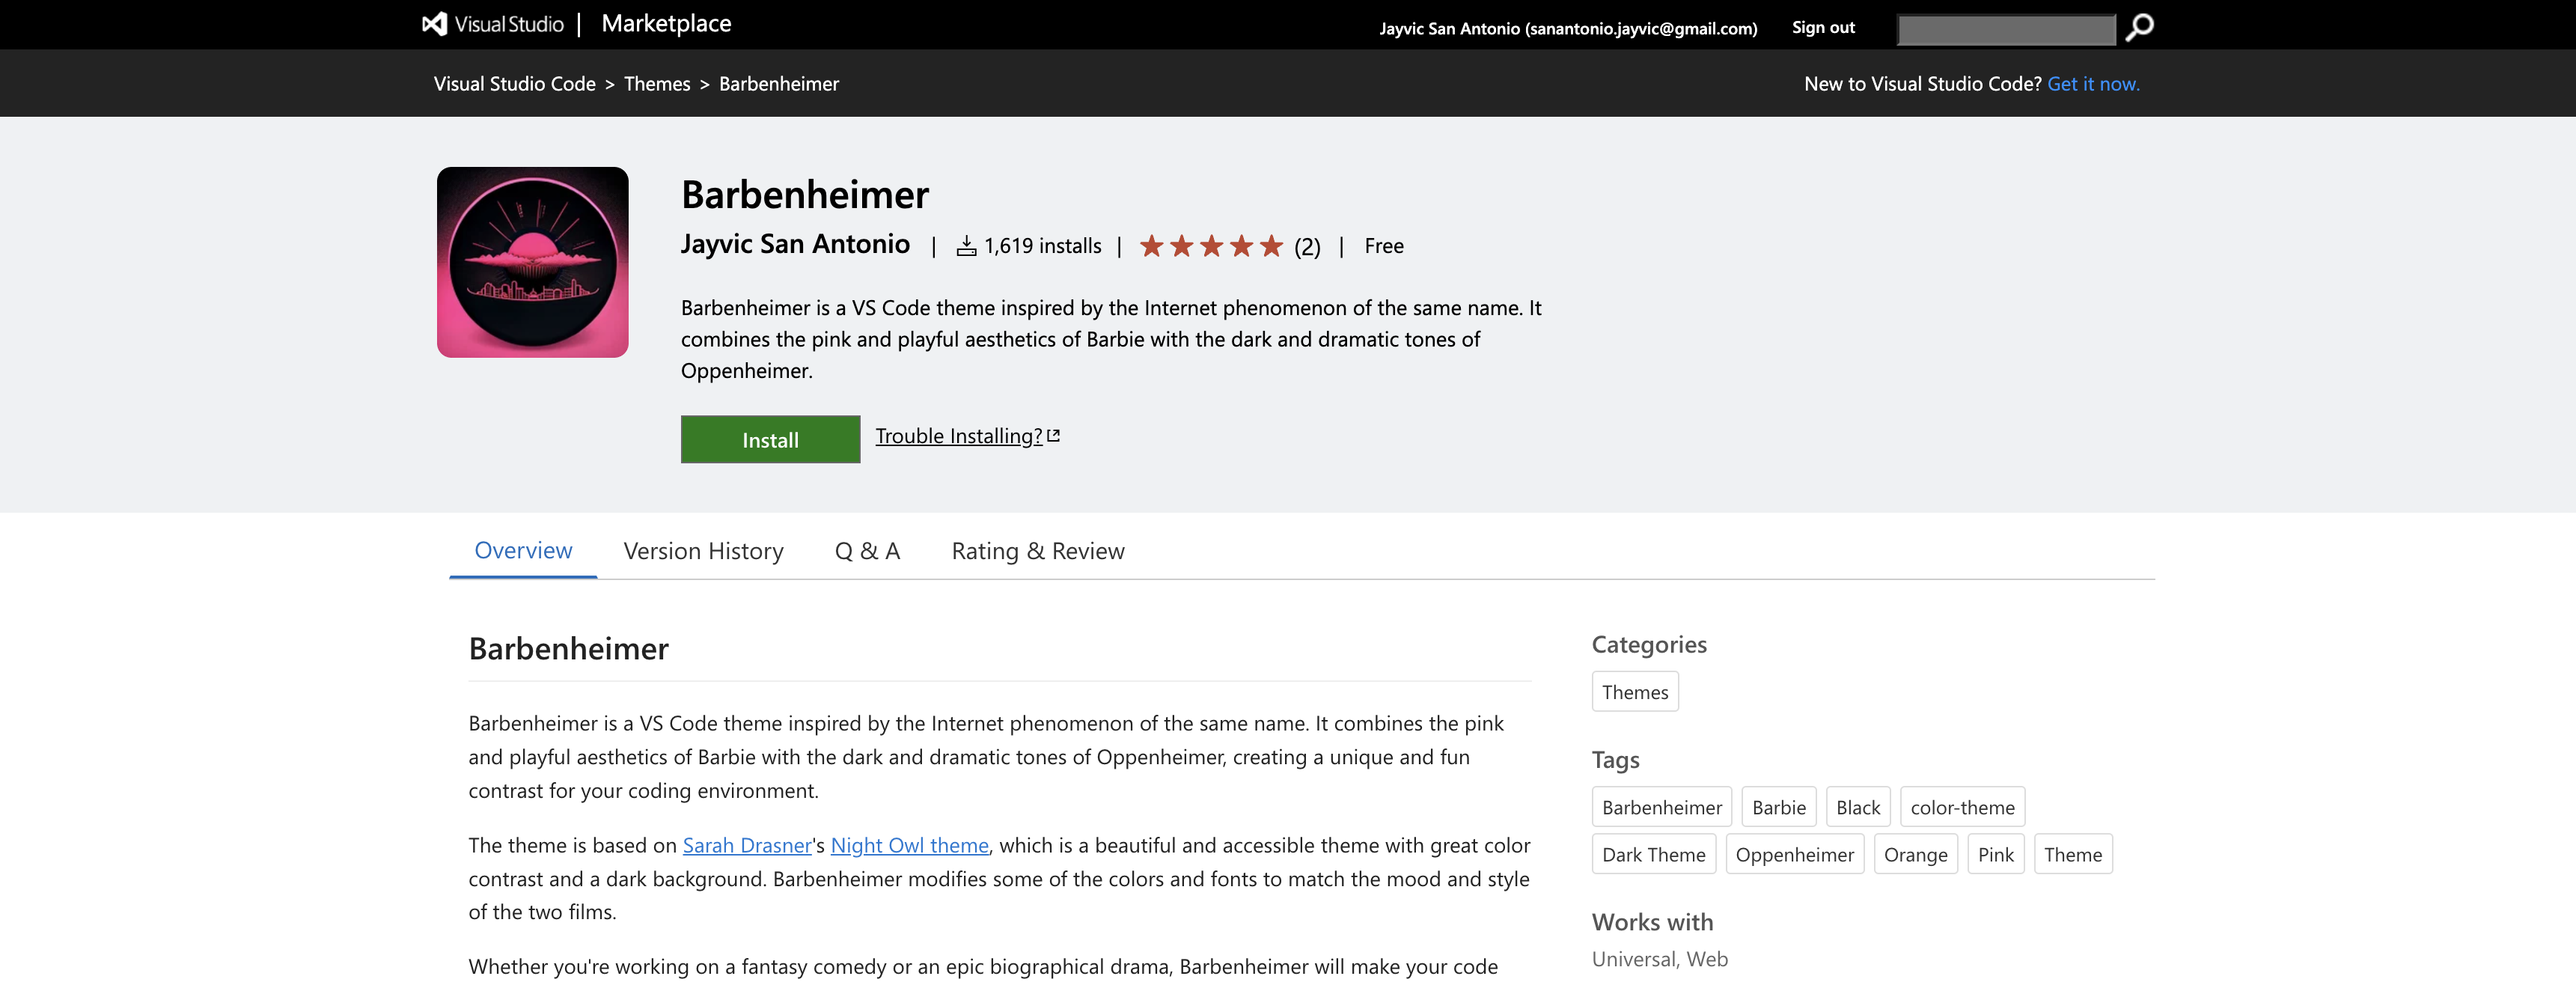 Visual Studio | Marketplace
Jayvic San Antonio (sanantonio.jayvic@gmail.com) Sign out
Visual Studio Code > Themes > Barbenheimer
New to Visual Studio Code? Get it now.
Barbenheimer
Jayvic San Antonio | 1,619 installs | (2) | Free
Barbenheimer is a VS Code theme inspired by the Internet phenomenon of the same name. It
combines the pink and playful aesthetics of Barbie with the dark and dramatic tones of
Oppenheimer.
Install Trouble Installing?
Overview Version History Q & A Rating & Review
Barbenheimer
Barbenheimer is a VS Code theme inspired by the Internet phenomenon of the same name. It combines the pink
and playful aesthetics of Barbie with the dark and dramatic tones of Oppenheimer, creating a unique and fun
contrast for your coding environment.
The theme is based on Sarah Drasner's Night Owl theme, which is a beautiful and accessible theme with great color
contrast and a dark background. Barbenheimer modifies some of the colors and fonts to match the mood and style
of the two films.
Whether you're working on a fantasy comedy or an epic biographical drama, Barbenheimer will make your code
Categories
Themes
Tags
Barbenheimer Barbie Black color-theme
Dark Theme Oppenheimer Orange Pink Theme
Works with
Universal, Web